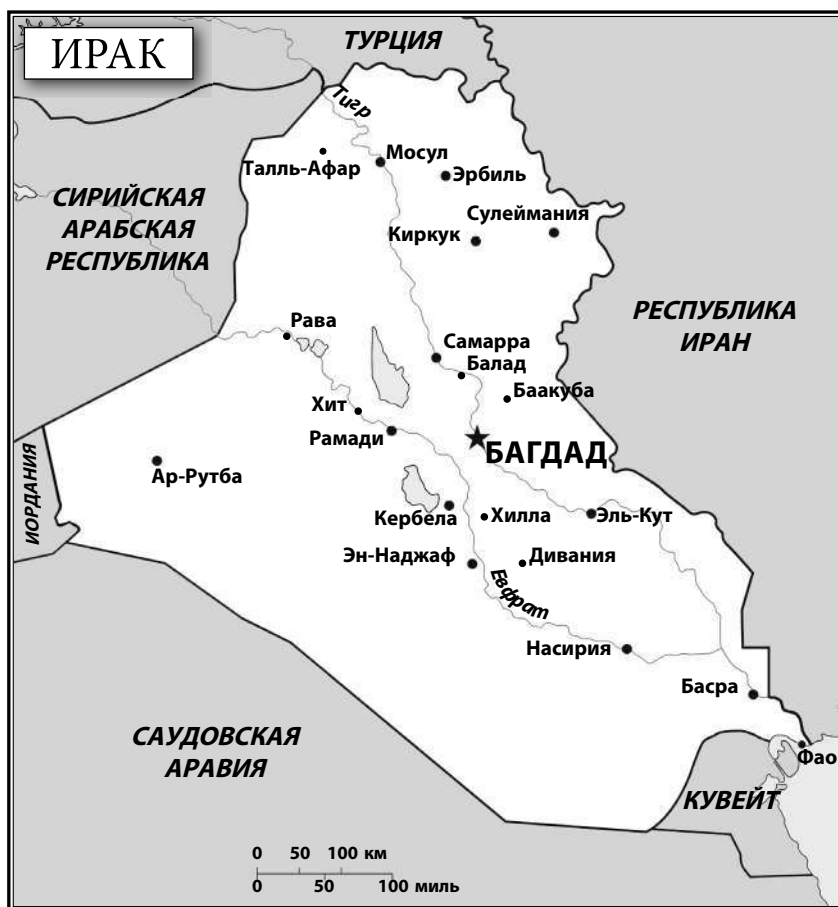 ИРАК
ТУРЦИЯ
Тигр
Мосул
Талль-Афар
Эрбиль
СИРИЙСКАЯ
АРАБСКАЯ
РЕСПУБЛИКА
Сулеймания
Киркук
РЕСПУБЛИКА
ИРАН
Рава
Самарра
Балад
Баакуба
Хит
Рамади
БАГДАД
ИОРДАНИЯ
Ар-Рутба
Кербела
Хилла
Эль-Кут
Эн-Наджаф
Дивания
Евфрат
Насирия
Басра
САУДОВСКАЯ
АРАВИЯ
Фао
КУВЕЙТ
0 50 100 км
0 50 100 миль